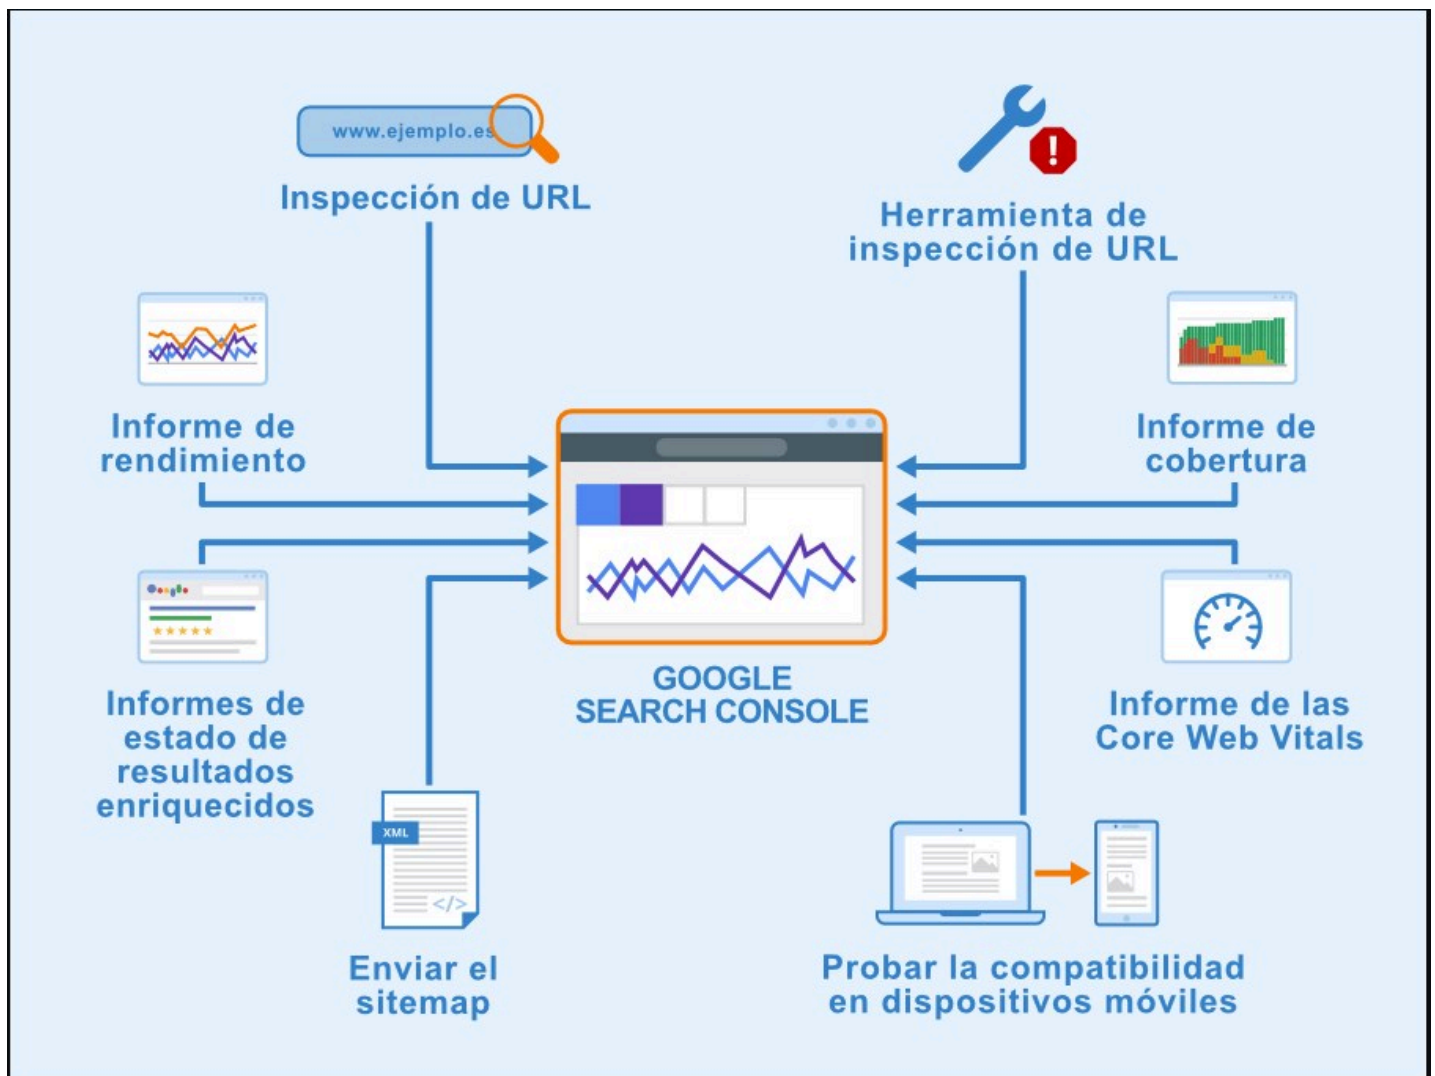 www.ejemplo.es
Inspección de URL
Herramienta de
inspección de URL
Informe de
rendimiento
Informe de
cobertura
GOOGLE
SEARCH CONSOLE
Informes de
estado de
resultados
enriquecidos
Informe de las
Core Web Vitals
XML
</>
Enviar el
sitemap
Probar la compatibilidad
en dispositivos móviles